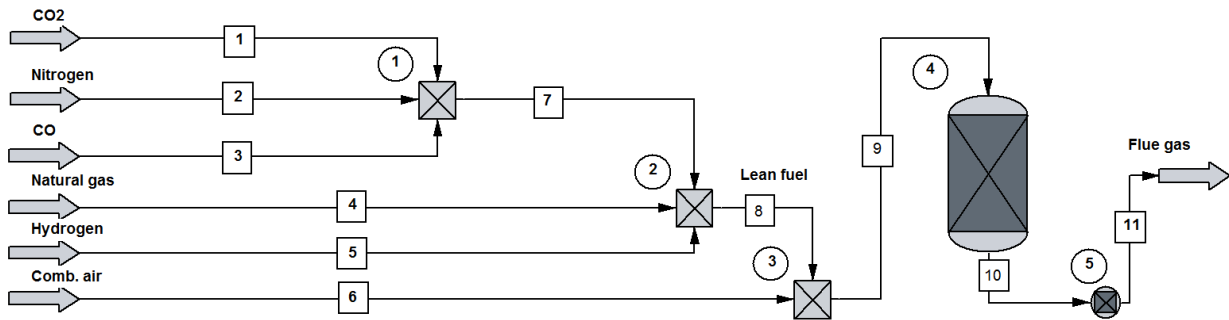 CO2
1
1
4
Nitrogen
2
7
CO
3
9
Flue gas
Natural gas
2
Lean fuel
4
8
11
Hydrogen
5
3
10
5
Comb. air
6